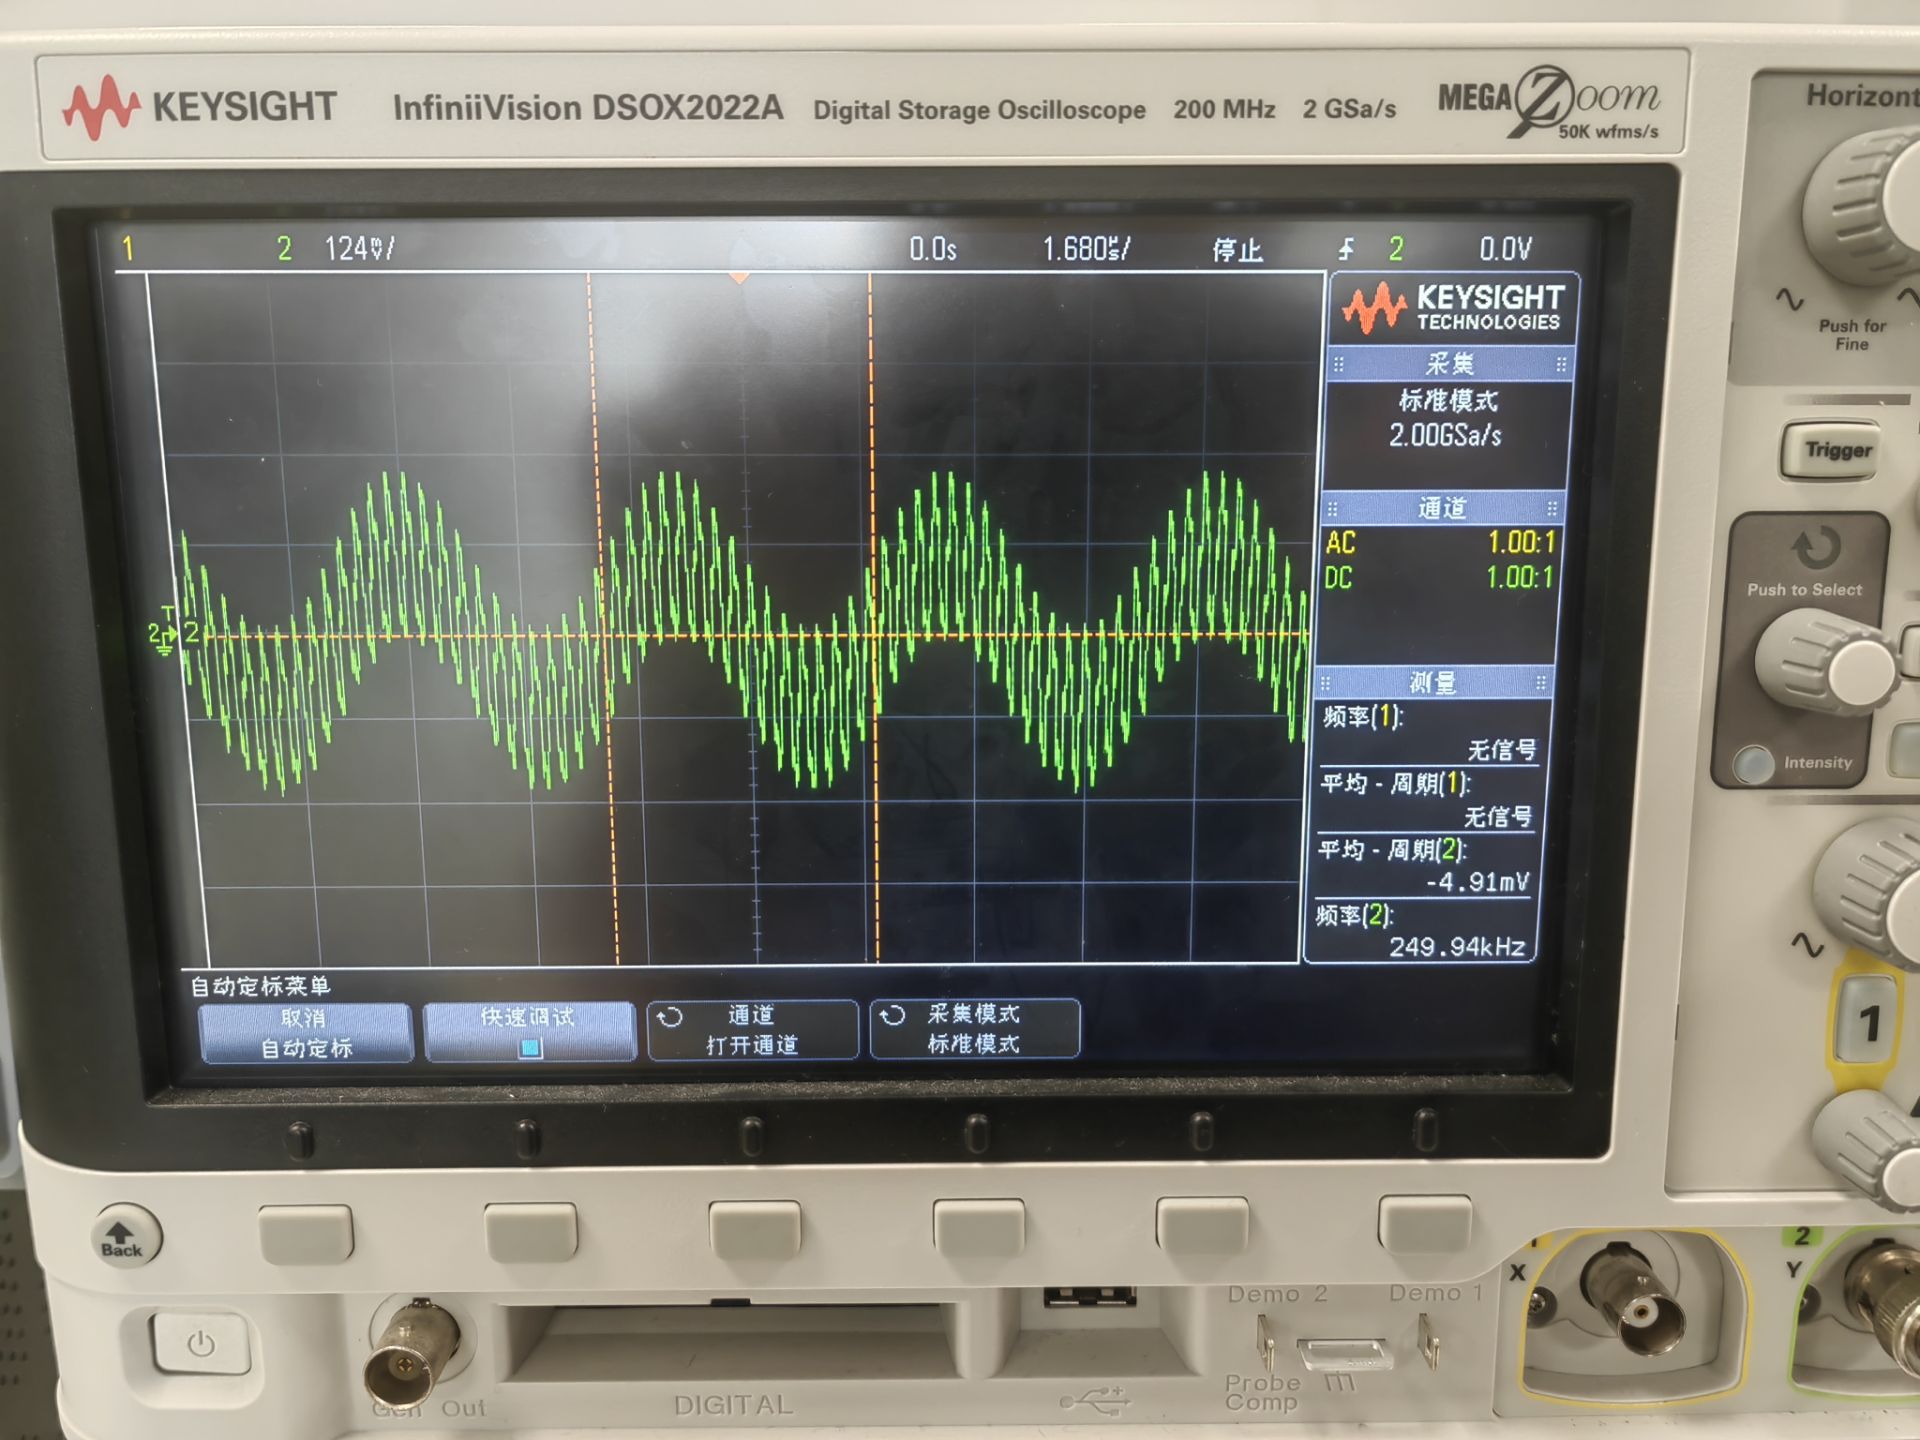 KEYSIGHT InfiniiVision DSOX2022A Digital Storage Oscilloscope 200 MHz 2 GSa/s MEGA Zoom
50K wfms/s
Horizont
Push for
Fine
1 2 124mV/ 0.0s 1.680µs/ 停止 2 0.0V
KEYSIGHT
TECHNOLOGIES
采集
标准模式
2.00GSa/s
通道
AC 1.00:1
DC 1.00:1
测量
频率(1):
无信号
平均 - 周期(1):
无信号
平均 - 周期(2):
-4.91mV
频率(2):
249.94kHz
T
2 2
自动定标菜单
取消
自动定标
快速调试
通道
打开通道
采集模式
标准模式
Trigger
Push to Select
Intensity
1
Back
Gen Out
DIGITAL
Demo 2 Demo 1
Probe
Comp
X
2
Y